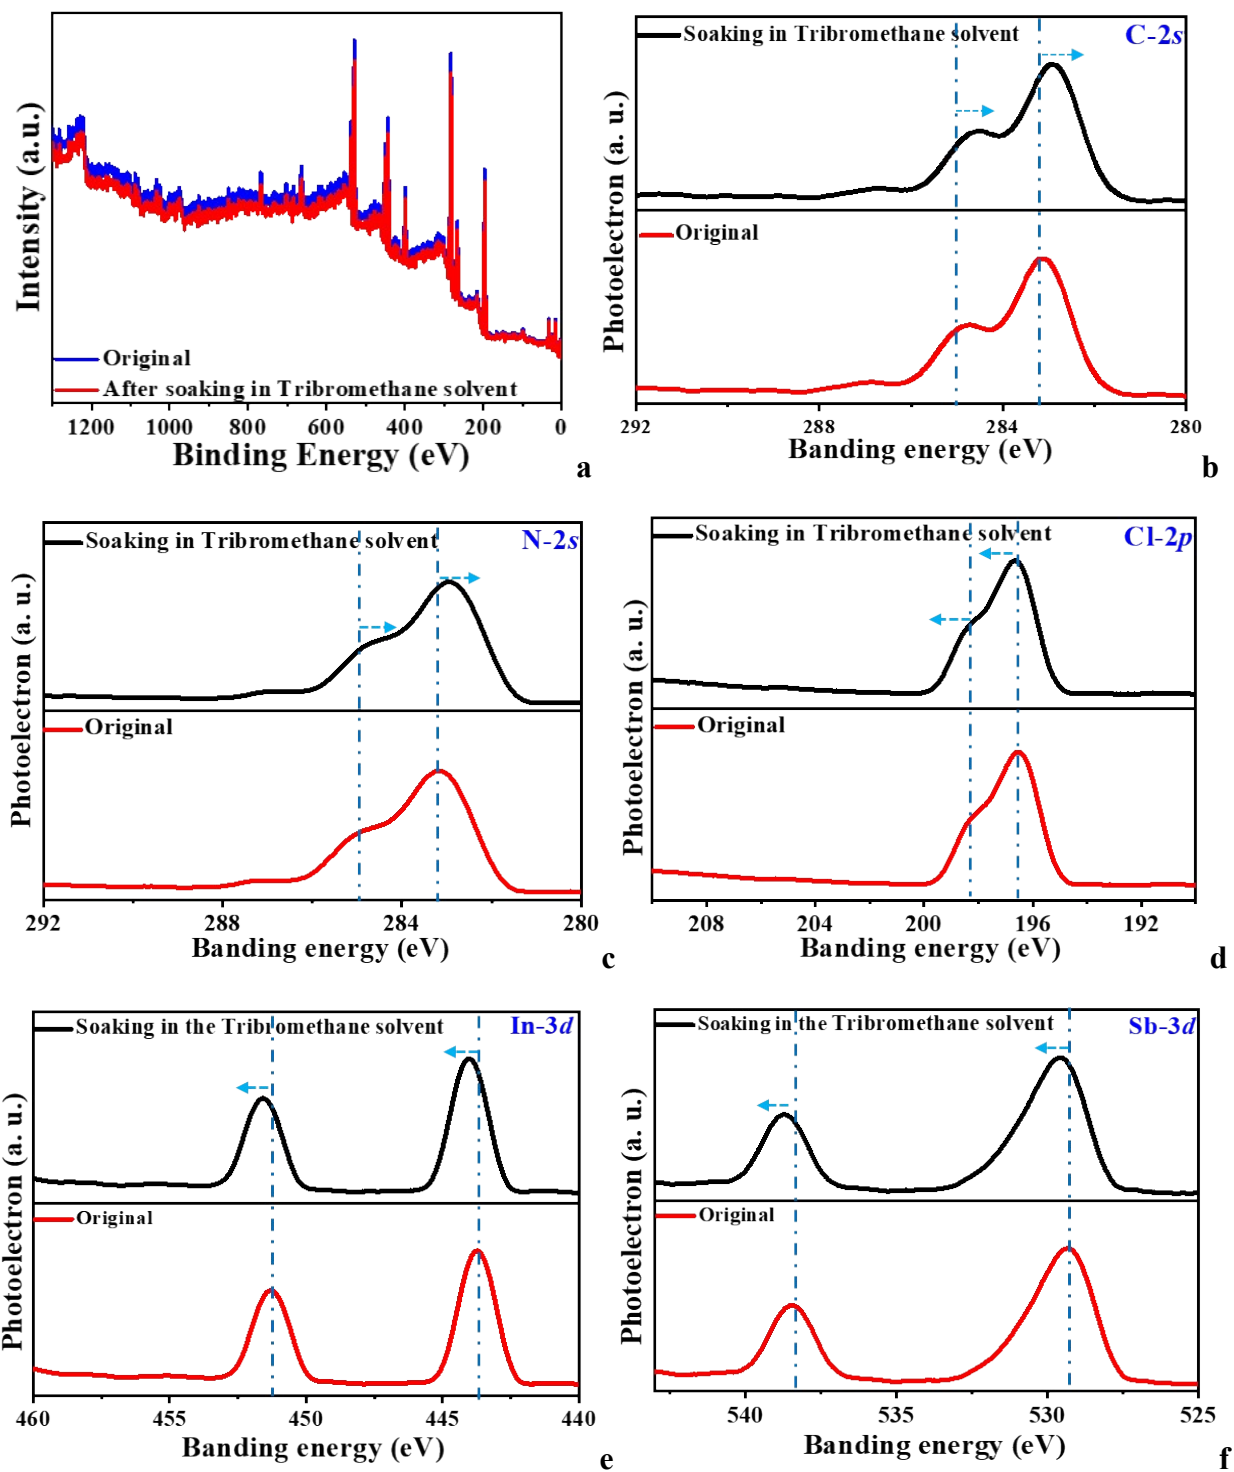 Intensity (a.u.)
Original
After soaking in Tribromethane solvent
1200 1000 800 600 400 200 0
Binding Energy (eV)
a
Soaking in Tribromethane solvent
C-2s
Original
Photoelectron (a. u.)
292 288 284 280
Banding energy (eV)
b
Soaking in Tribromethane solvent
N-2s
Original
Photoelectron (a. u.)
292 288 284 280
Banding energy (eV)
c
Soaking in Tribromethane solvent
Cl-2p
Original
Photoelectron (a. u.)
208 204 200 196 192
Banding energy (eV)
d
Soaking in the Tribromethane solvent
In-3d
Original
Photoelectron (a. u.)
460 455 450 445 440
Banding energy (eV)
e
Soaking in the Tribromethane solvent
Sb-3d
Original
Photoelectron (a. u.)
540 535 530 525
Banding energy (eV)
f